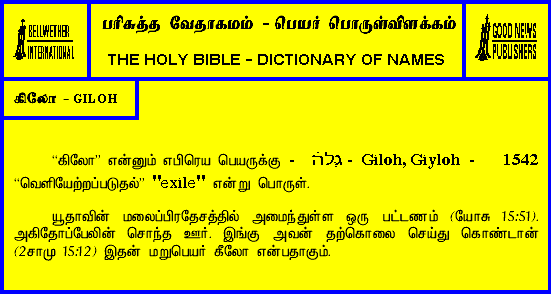 BELLWETHER
INTERNATIONAL
பரிசுத்த வேதாகமம் - பெயர் பொருள்விளக்கம்
THE HOLY BIBLE - DICTIONARY OF NAMES
GOOD NEWS
PUBLISHERS
கிலோ - GILOH
“கிலோ” என்னும் எபிரெய பெயருக்கு - גִּלֹה - Giloh, Giyloh - 1542
“வெளியேற்றப்படுதல்” "exile" என்று பொருள்.
யூதாவின் மலைப்பிரதேசத்தில் அமைந்துள்ள ஒரு பட்டணம் (யோசு 15:51).
அகிதோப்பேலின் சொந்த ஊர். இங்கு அவன் தற்கொலை செய்து கொண்டான்
(2சாமு 15:12) இதன் மறுபெயர் கீலோ என்பதாகும்.